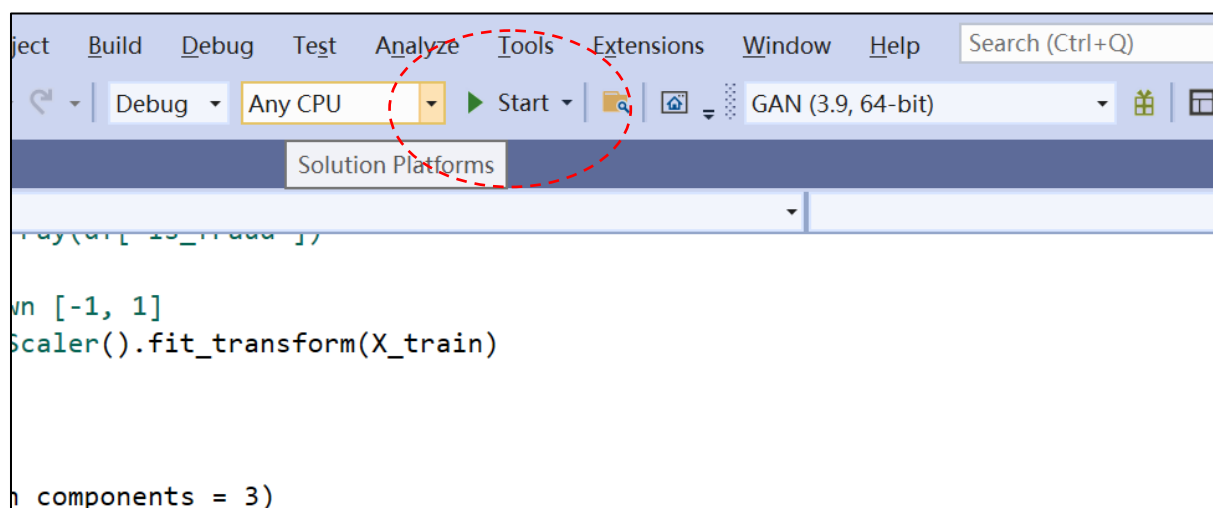 ject Build Debug Test Analyze Tools Extensions Window Help Search (Ctrl+Q)
Debug Any CPU Start GAN (3.9, 64-bit)
Solution Platforms
wn [-1, 1]
Scaler().fit_transform(X_train)
n components = 3)